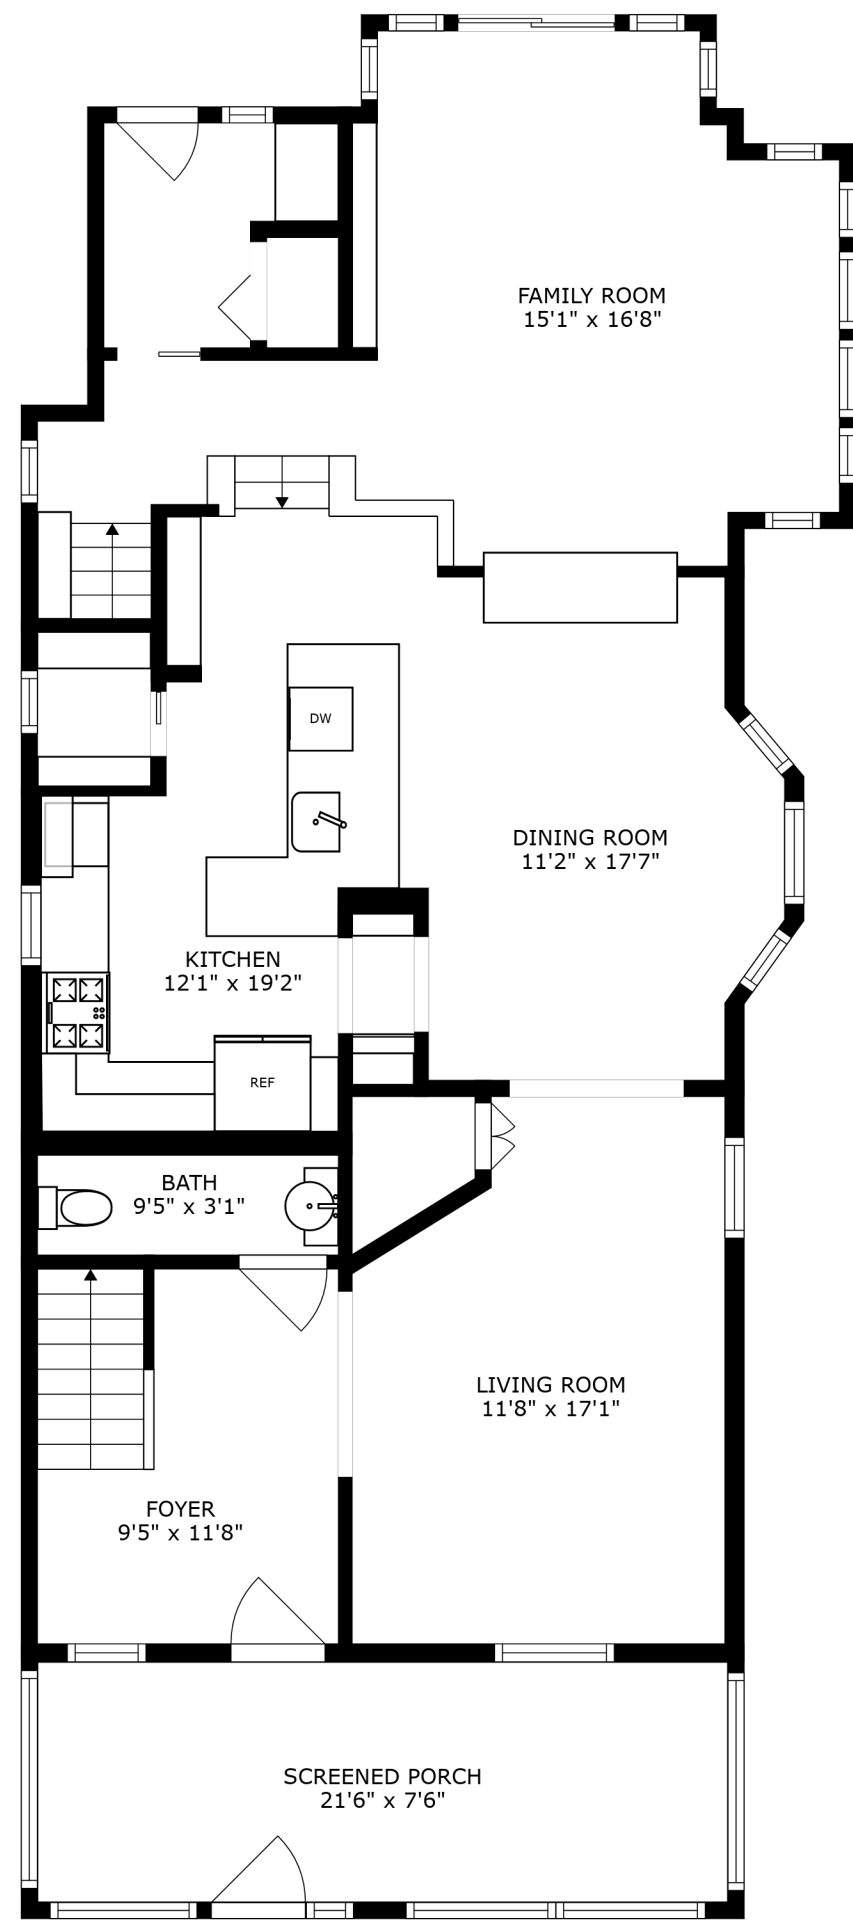 FAMILY ROOM
15'1" x 16'8"
DW
DINING ROOM
11'2" x 17'7"
KITCHEN
12'1" x 19'2"
REF
BATH
9'5" x 3'1"
LIVING ROOM
11'8" x 17'1"
FOYER
9'5" x 11'8"
SCREENED PORCH
21'6" x 7'6"